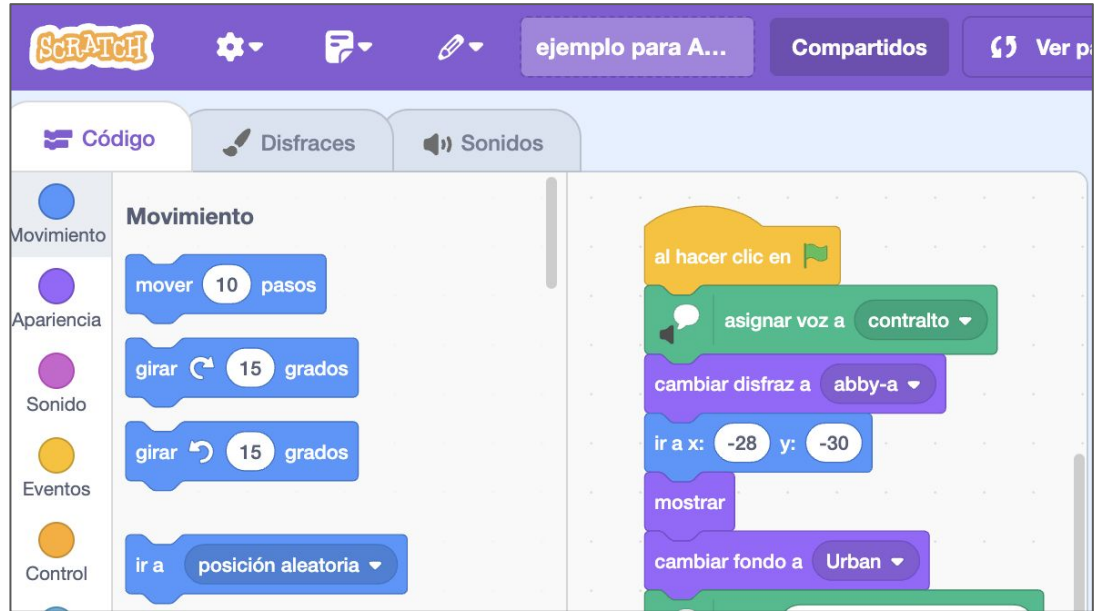 SCRATCH
ejemplo para A...
Compartidos
Ver p
Código
Disfraces
Sonidos
Movimiento
Apariencia
Sonido
Eventos
Control
Movimiento
mover 10 pasos
girar 15 grados
girar 15 grados
ir a posición aleatoria
al hacer clic en
asignar voz a contralto
cambiar disfraz a abby-a
ir a x: -28 y: -30
mostrar
cambiar fondo a Urban